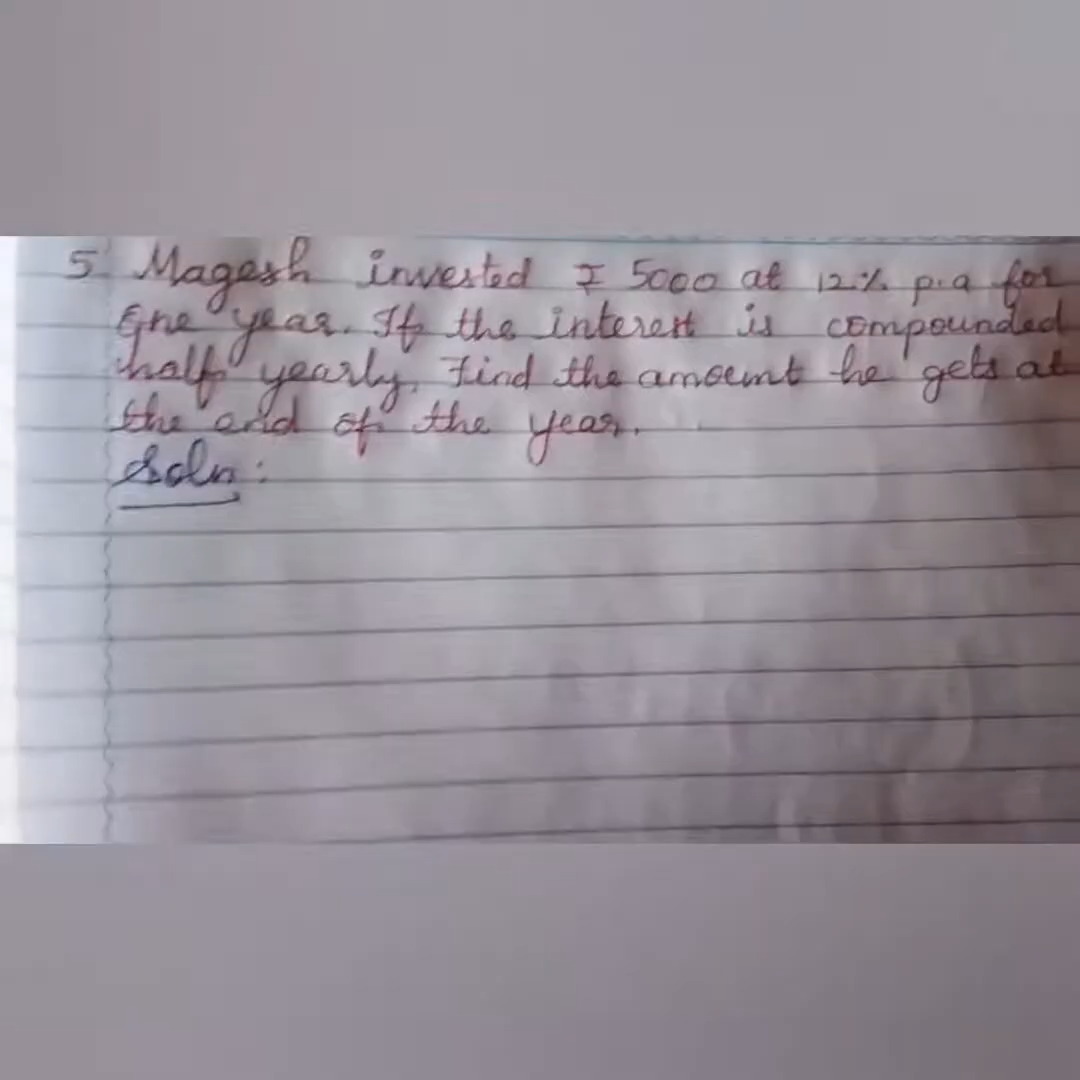 5. Magesh invested ₹ 5000 at 12% p.a for
one year. If the interest is compounded
half yearly, Find the amount he gets at
the end of the year.
Soln: